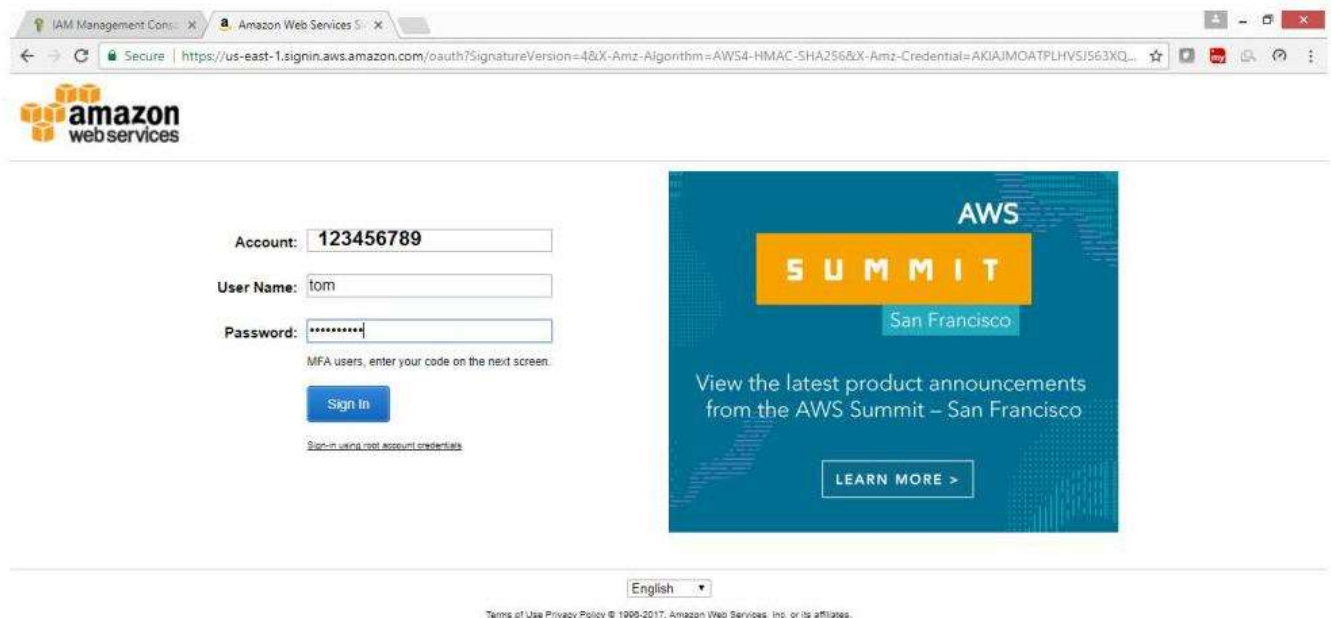 IAM Management Cons
Amazon Web Services S
Secure | https://us-east-1.signin.aws.amazon.com/oauth?SignatureVersion=4&X-Amz-Algorithm=AWS4-HMAC-SHA256&X-Amz-Credential=AKIAJMOATPLHVSJS63XQ...
my
amazon
web services
Account: 123456789
User Name: tom
Password: ••••••••••
MFA users, enter your code on the next screen.
Sign In
Sign-in using root account credentials
AWS
SUMMIT
San Francisco
View the latest product announcements
from the AWS Summit – San Francisco
LEARN MORE >
English
Terms of Use Privacy Policy © 1996-2017, Amazon Web Services, Inc. or its affiliates.